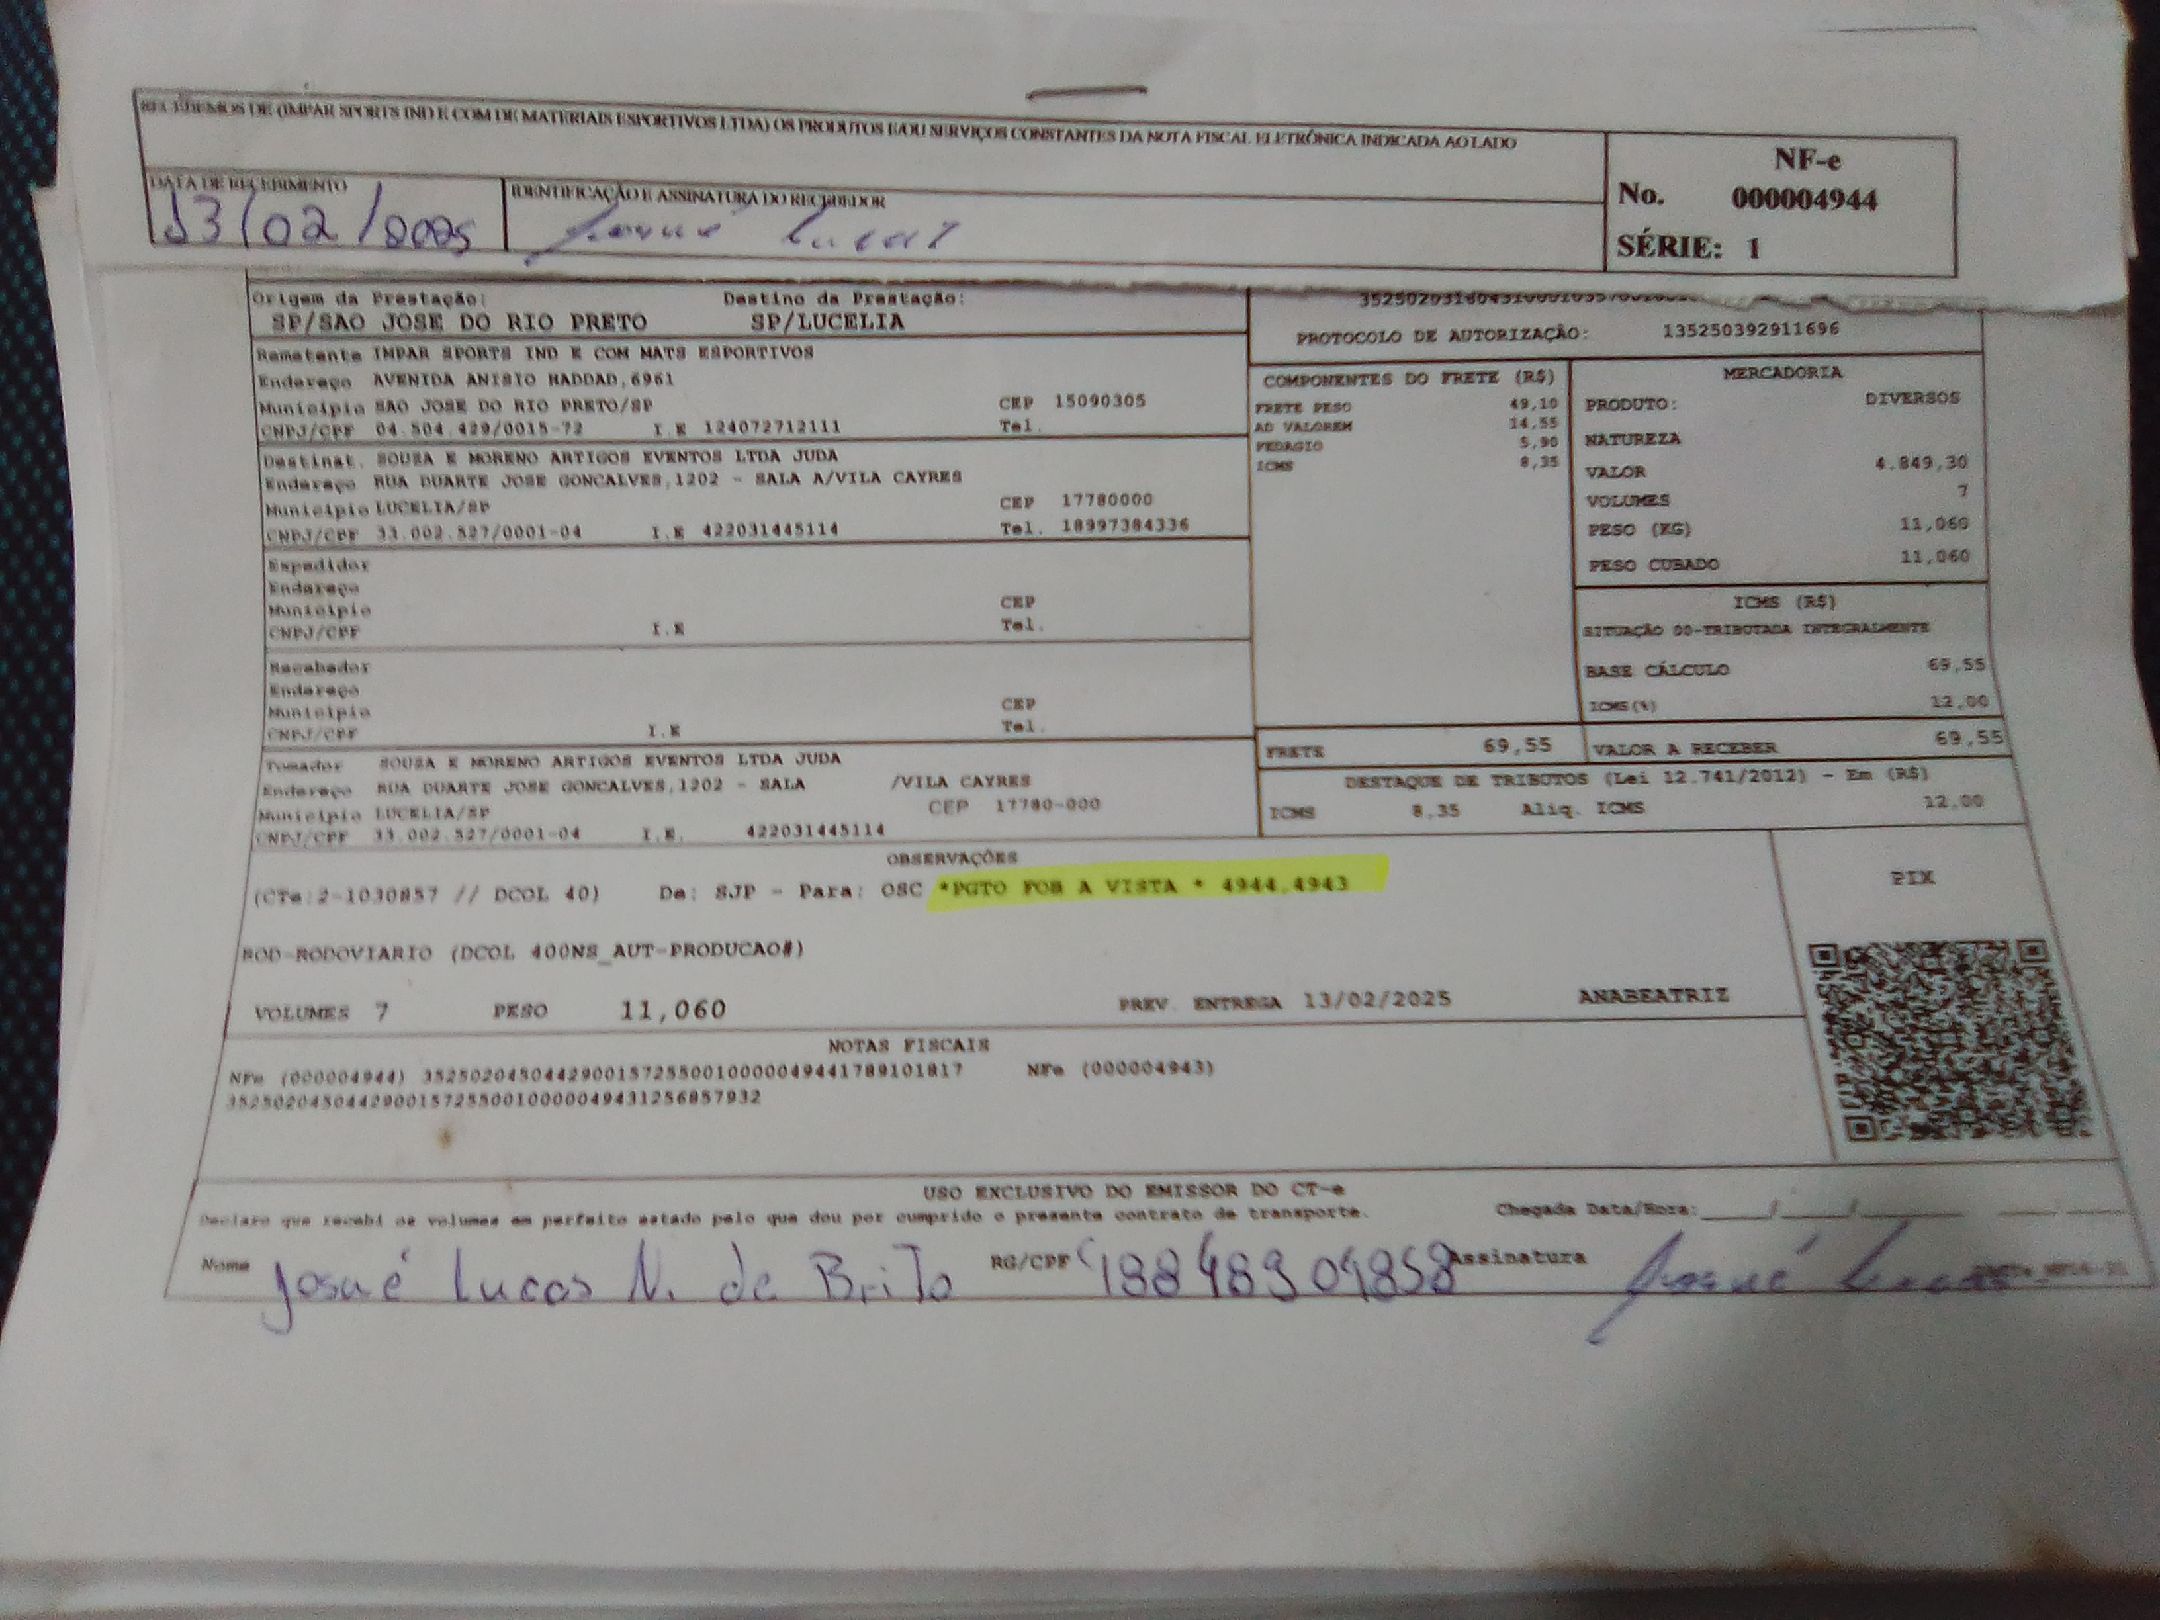 RECEBEMOS DE (IMPAR SPORTS IND E COM DE MATERIAIS ESPORTIVOS LTDA) OS PRODUTOS E/OU SERVIÇOS CONSTANTES DA NOTA FISCAL ELETRÔNICA INDICADA AO LADO
NF-e
No. 000004944
SÉRIE: 1
DATA DE RECEBIMENTO
13/02/2025
IDENTIFICAÇÃO E ASSINATURA DO RECEBEDOR
Josué Lucas
Origem da Prestação: Destino da Prestação:
SP/SAO JOSE DO RIO PRETO SP/LUCELIA
PROTOCOLO DE AUTORIZAÇÃO: 135250392911696
Remetente IMPAR SPORTS IND E COM MATS ESPORTIVOS
Endereço AVENIDA ANISIO HADDAD,6961
Município SAO JOSE DO RIO PRETO/SP CEP 15090305
CNPJ/CPF 04.504.429/0015-72 I.E 124072712111 Tel.
Destinat. SOUSA E MORENO ARTIGOS EVENTOS LTDA JUDA
Endereço RUA DUARTE JOSE GONCALVES,1202 - SALA A/VILA CAYRES
Município LUCELIA/SP CEP 17780000
CNPJ/CPF 33.002.527/0001-04 I.E 422031445114 Tel. 18997384336
Expedidor
Endereço
Município CEP
CNPJ/CPF I.E Tel.
Recebedor
Endereço
Município CEP
CNPJ/CPF I.E Tel.
Tomador SOUSA E MORENO ARTIGOS EVENTOS LTDA JUDA
Endereço RUA DUARTE JOSE GONCALVES,1202 - SALA /VILA CAYRES
Município LUCELIA/SP CEP 17780-000
CNPJ/CPF 33.002.527/0001-04 I.E. 422031445114
COMPONENTES DO FRETE (R$)
FRETE PESO 49,10
AD VALOREM 14,55
PEDAGIO 5,90
ICMS 8,35
MERCADORIA
PRODUTO: DIVERSOS
NATUREZA
VALOR 4.849,30
VOLUMES 7
PESO (KG) 11,060
PESO CUBADO 11,060
ICMS (R$)
SITUAÇÃO 00-TRIBUTADA INTEGRALMENTE
BASE CÁLCULO 69,55
ICMS(%) 12,00
FRETE 69,55 VALOR A RECEBER 69,55
DESTAQUE DE TRIBUTOS (Lei 12.741/2012) - Em (R$)
ICMS 8,35 Aliq. ICMS 12,00
OBSERVAÇÕES
(CTe:2-1030857 // DCOL 40) De: SJP - Para: OSC *PGTO FOB A VISTA * 4944,4943
ROD-RODOVIARIO (DCOL 400NS_AUT-PRODUCAO#)
VOLUMES 7 PESO 11,060 PREV. ENTREGA 13/02/2025 ANABEATRIZ
PIX
NOTAS FISCAIS
NFe (000004944) 35250204504429001572550010000049441789101817 NFe (000004943)
35250204504429001572550010000049431256857932
USO EXCLUSIVO DO EMISSOR DO CT-e
Declaro que recebi os volumes em perfeito estado pelo que dou por cumprido o presente contrato de transporte. Chegada Data/Hora:
Nome Josué Lucas N. de Brito RG/CPF Assinatura Josué Lucas